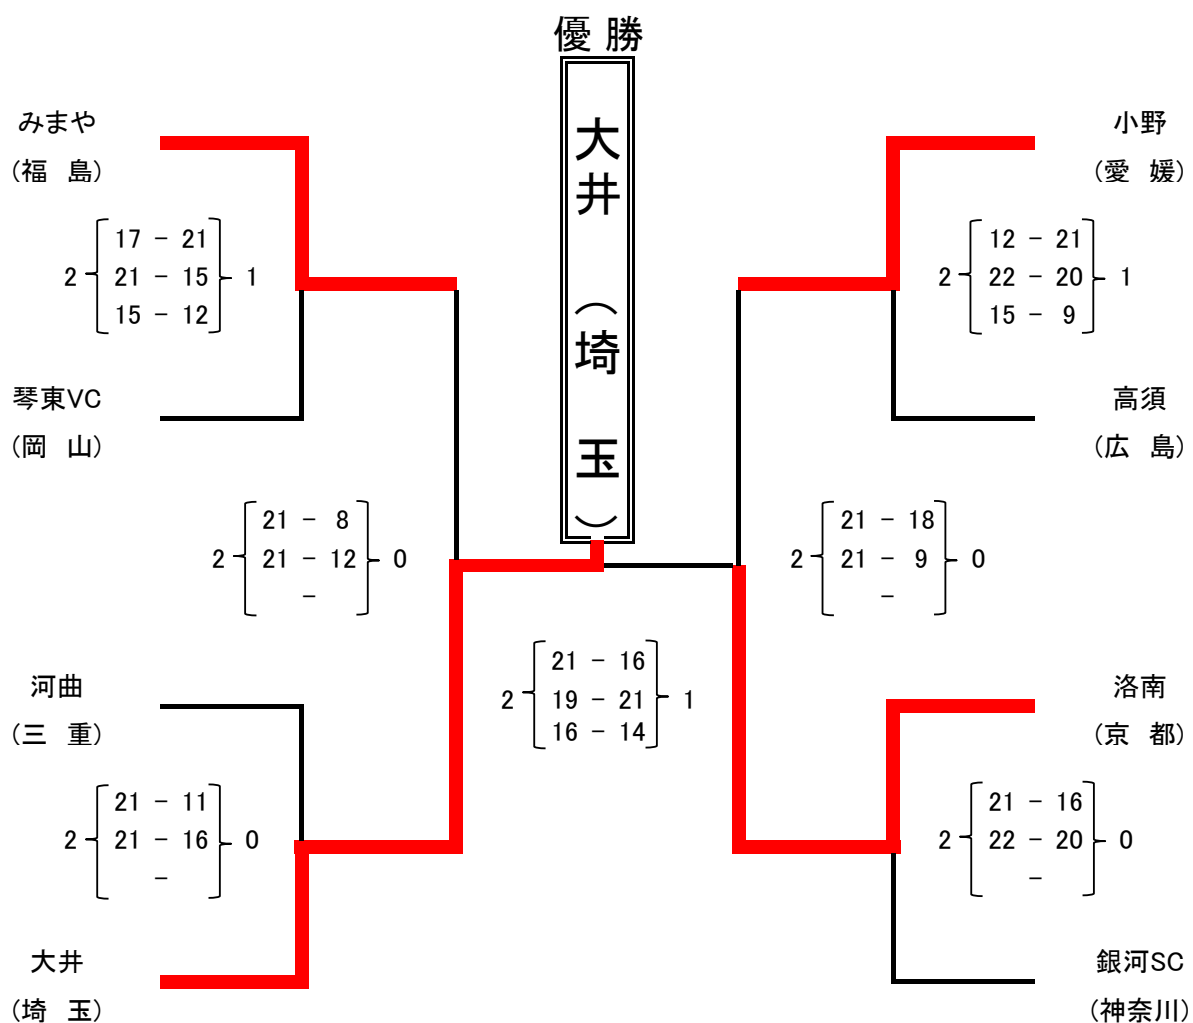 優 勝
大井 （埼 玉）
みまや
（福 島）
2 17 - 21 1
21 - 15
15 - 12
琴東VC
（岡 山）
2 21 - 8 0
21 - 12
-
河曲
（三 重）
2 21 - 11 0
21 - 16
-
大井
（埼 玉）
2 21 - 16 1
19 - 21
16 - 14
小野
（愛 媛）
2 12 - 21 1
22 - 20
15 - 9
高須
（広 島）
2 21 - 18 0
21 - 9
-
洛南
（京 都）
2 21 - 16 0
22 - 20
-
銀河SC
（神奈川）